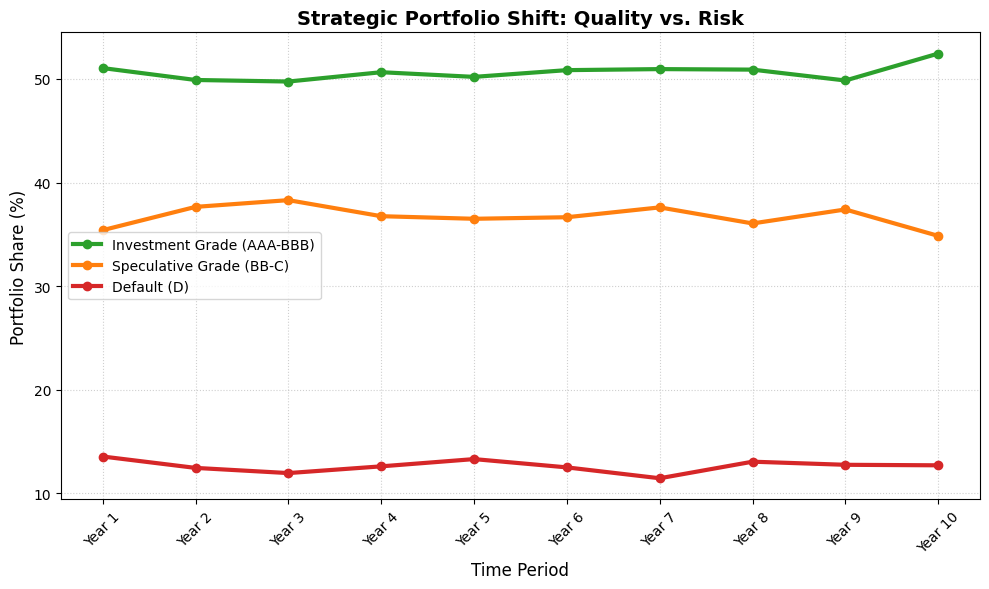 Strategic Portfolio Shift: Quality vs. Risk
Portfolio Share (%)
50
40
30
20
10
Investment Grade (AAA-BBB)
Speculative Grade (BB-C)
Default (D)
Year 1
Year 2
Year 3
Year 4
Year 5
Year 6
Year 7
Year 8
Year 9
Year 10
Time Period